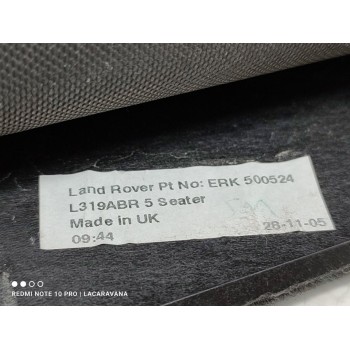 Land Rover Pt No: ERK 500524
L319ABR 5 Seater
Made in UK
09:44 28-11-05
REDMI NOTE 10 PRO | LACARAVANA